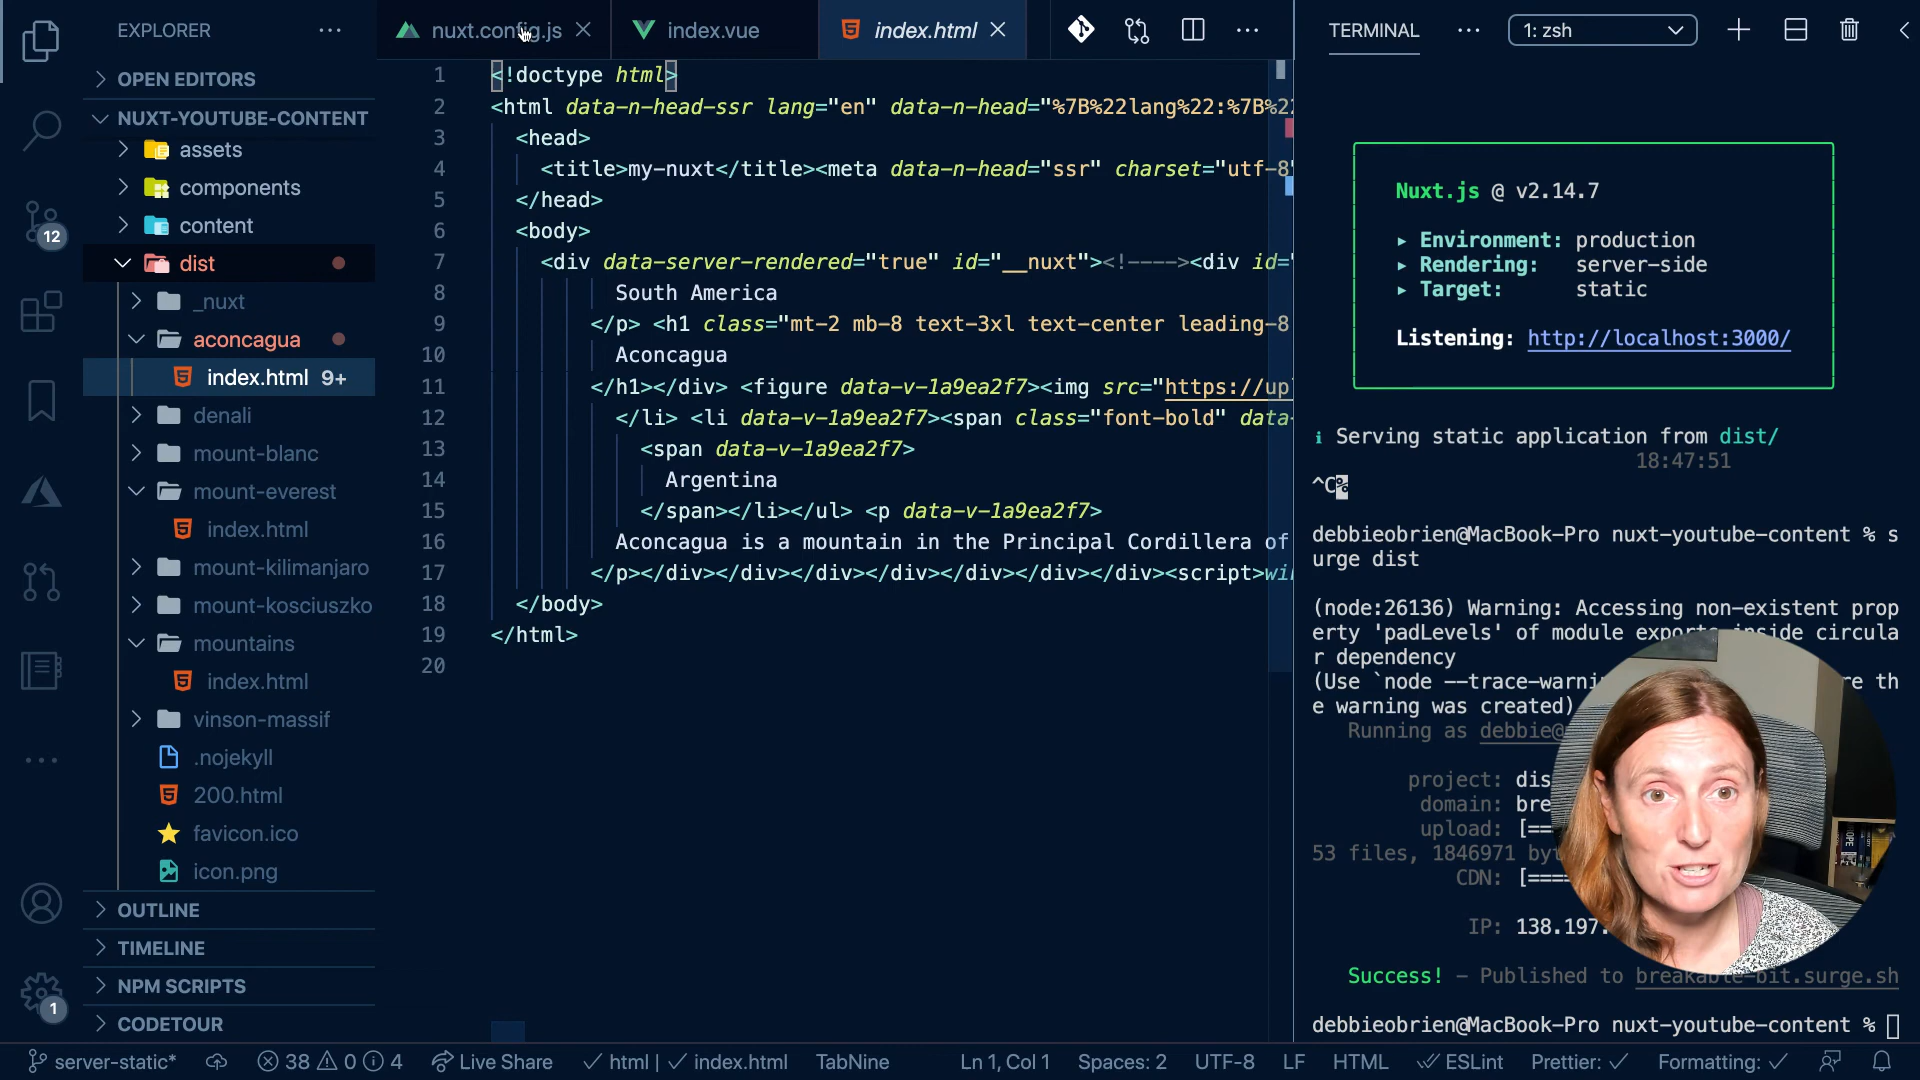 EXPLORER
OPEN EDITORS
NUXT-YOUTUBE-CONTENT
assets
components
content
dist
_nuxt
aconcagua
index.html 9+
denali
mount-blanc
mount-everest
index.html
mount-kilimanjaro
mount-kosciuszko
mountains
index.html
vinson-massif
.nojekyll
200.html
favicon.ico
icon.png
OUTLINE
TIMELINE
NPM SCRIPTS
CODETOUR
12
1
nuxt.config.js
index.vue
index.html
1 <!doctype html>
2 <html data-n-head-ssr lang="en" data-n-head="%7B%22lang%22:%7B%22
3 <head>
4 <title>my-nuxt</title><meta data-n-head="ssr" charset="utf-8"
5 </head>
6 <body>
7 <div data-server-rendered="true" id="__nuxt"><!----><div id="
8 South America
9 </p> <h1 class="mt-2 mb-8 text-3xl text-center leading-8
10 Aconcagua
11 </h1></div> <figure data-v-1a9ea2f7><img src="https://upl
12 </li> <li data-v-1a9ea2f7><span class="font-bold" data-
13 <span data-v-1a9ea2f7>
14 Argentina
15 </span></li></ul> <p data-v-1a9ea2f7>
16 Aconcagua is a mountain in the Principal Cordillera of
17 </p></div></div></div></div></div></div></div><script>wi
18 </body>
19 </html>
20
TERMINAL
1: zsh
Nuxt.js @ v2.14.7
▸ Environment: production
▸ Rendering: server-side
▸ Target: static
Listening: http://localhost:3000/
ℹ Serving static application from dist/
18:47:51
^C%
debbieobrien@MacBook-Pro nuxt-youtube-content % s
urge dist
(node:26136) Warning: Accessing non-existent prop
erty 'padLevels' of module exports inside circula
r dependency
(Use `node --trace-warni re th
e warning was created)
Running as debbie@
project: dis
domain: bre
upload: [==
53 files, 1846971 byt
CDN: [====
IP: 138.197.
Success! - Published to breakable-bit.surge.sh
debbieobrien@MacBook-Pro nuxt-youtube-content %
server-static*
38
0
4
Live Share
html | index.html
TabNine
Ln 1, Col 1
Spaces: 2
UTF-8
LF
HTML
ESLint
Prettier:
Formatting: